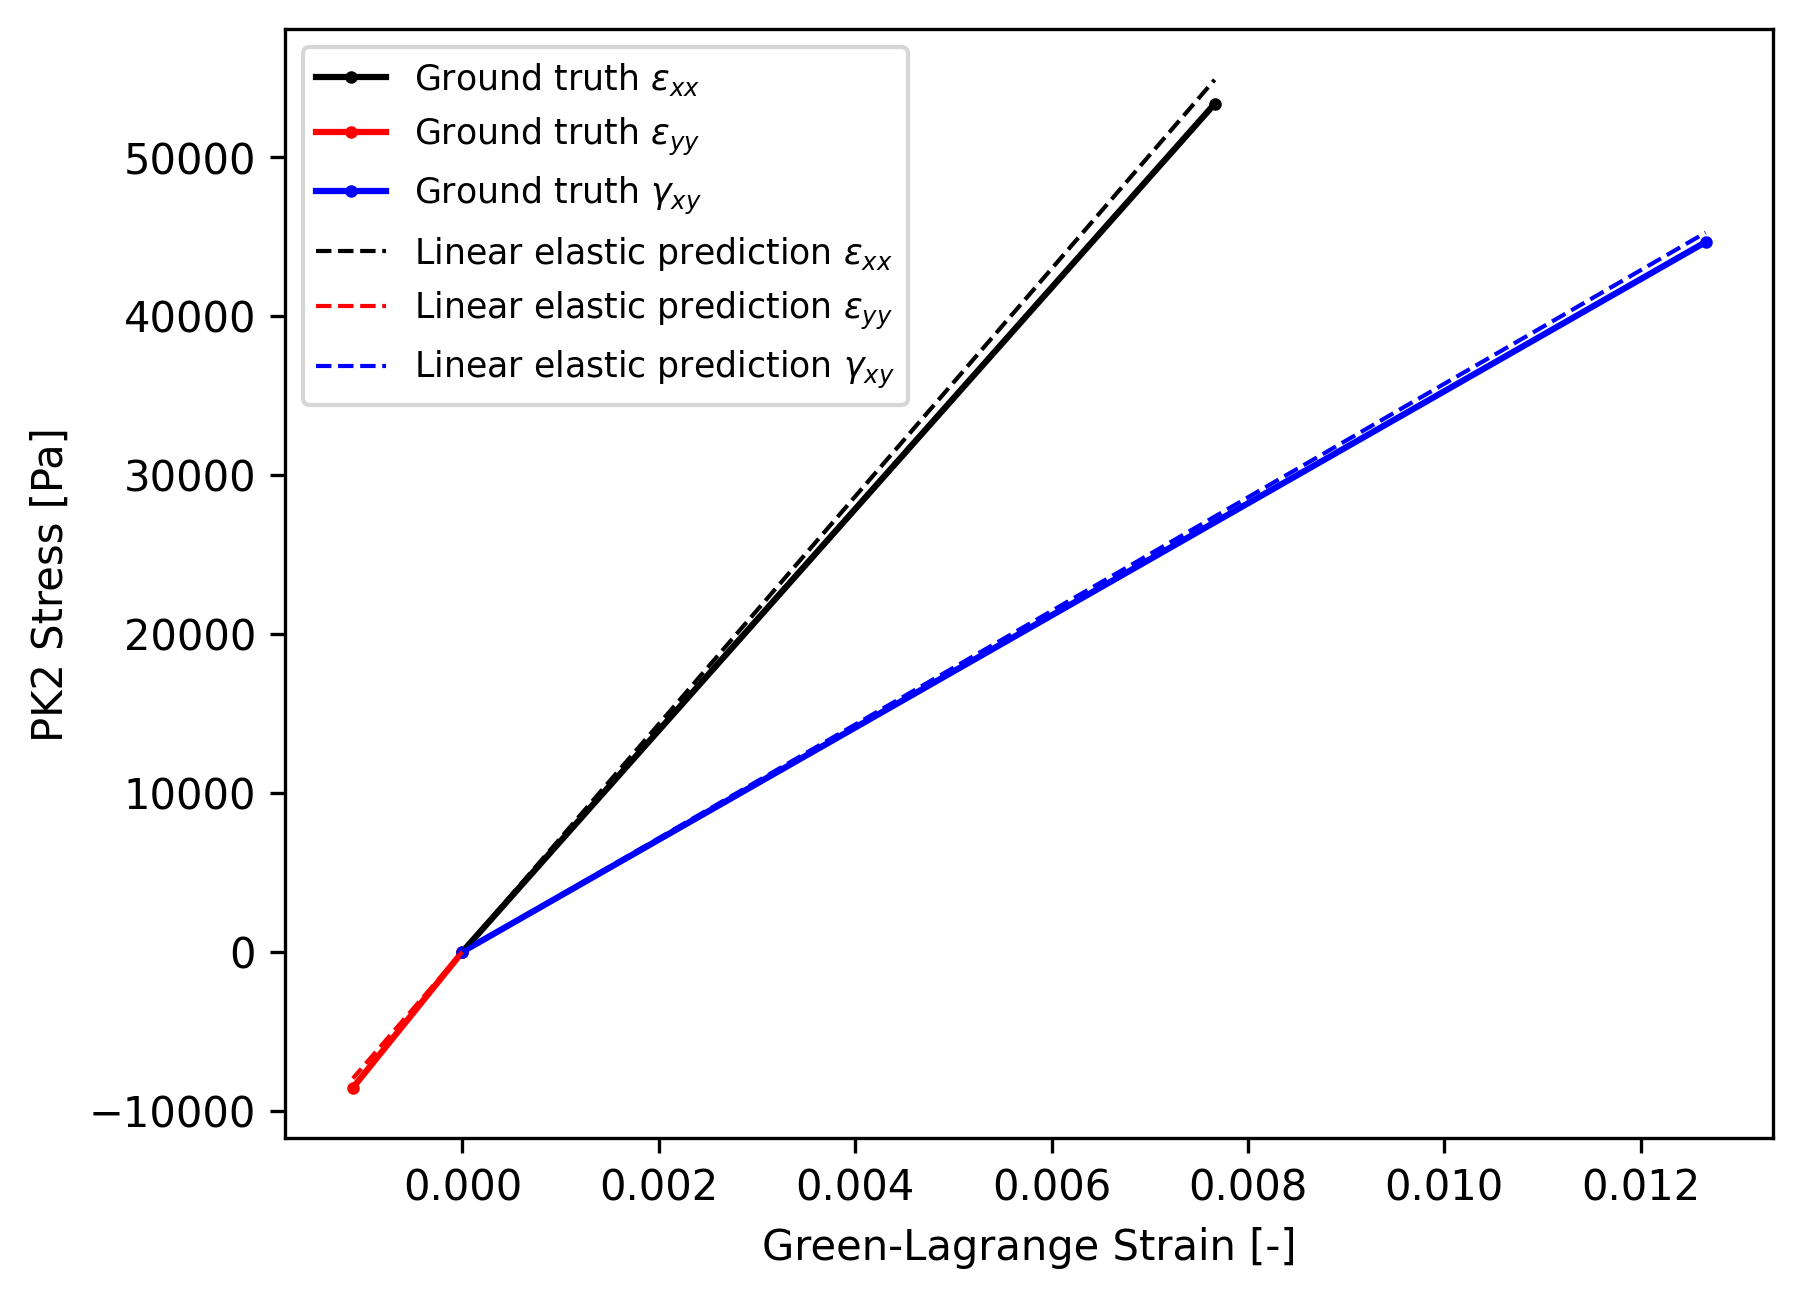 Ground truth εxx
Ground truth εyy
Ground truth γxy
Linear elastic prediction εxx
Linear elastic prediction εyy
Linear elastic prediction γxy
50000
40000
30000
20000
10000
0
−10000
PK2 Stress [Pa]
0.000 0.002 0.004 0.006 0.008 0.010 0.012
Green-Lagrange Strain [-]